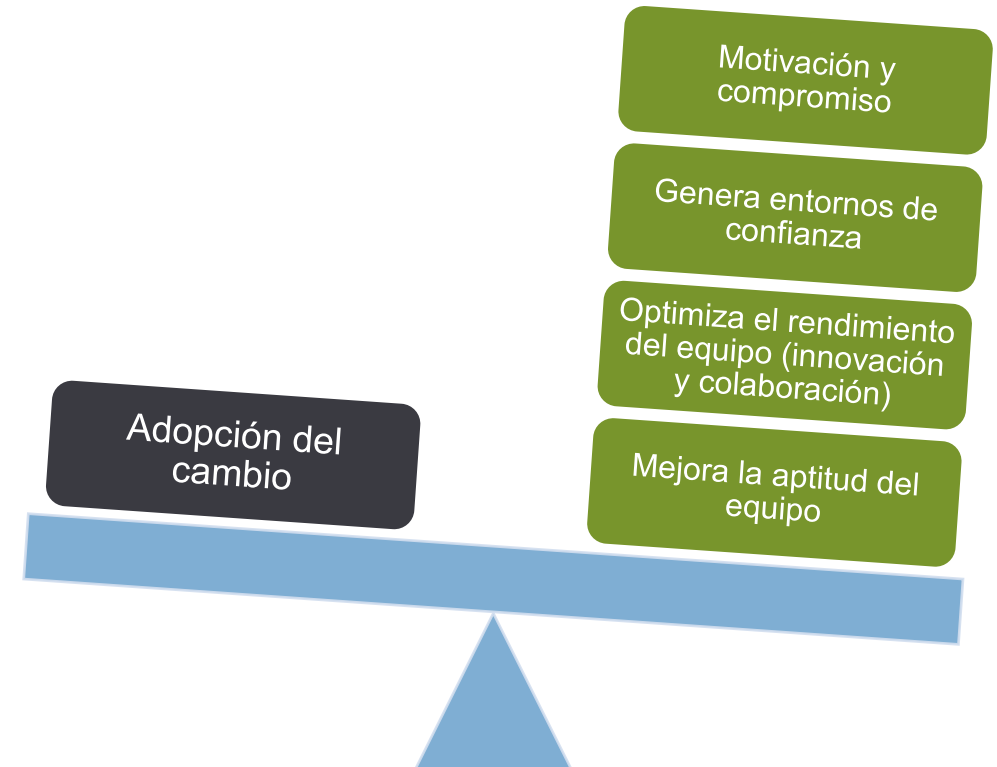 Motivación y
compromiso
Genera entornos de
confianza
Optimiza el rendimiento
del equipo (innovación
y colaboración)
Adopción del
cambio
Mejora la aptitud del
equipo